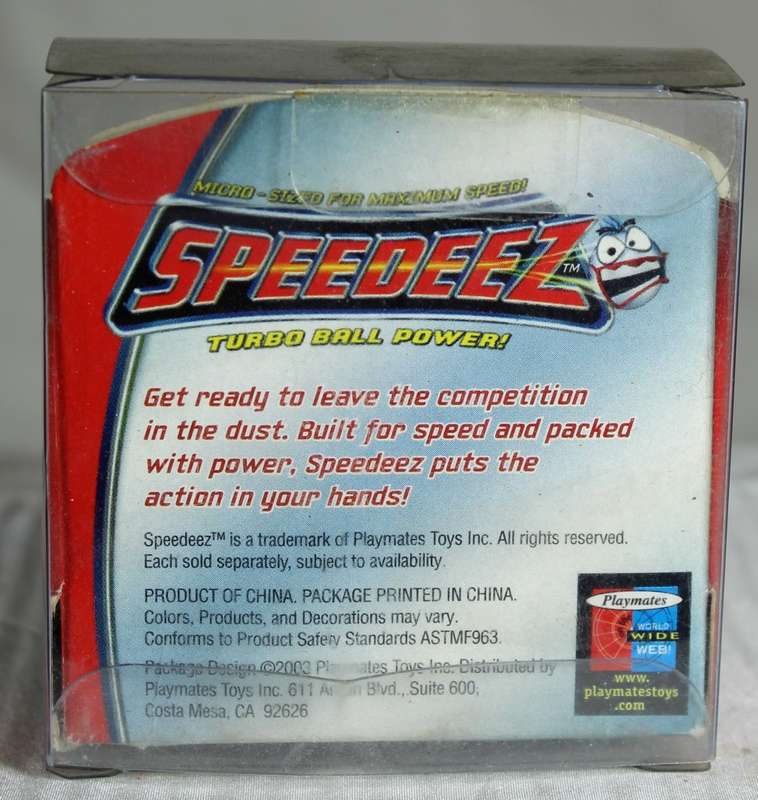 MICRO-SIZED FOR MAXIMUM SPEED!
SPEEDEEZ™
TURBO BALL POWER!
Get ready to leave the competition
in the dust. Built for speed and packed
with power, Speedeez puts the
action in your hands!
Speedeez™ is a trademark of Playmates Toys Inc. All rights reserved.
Each sold separately, subject to availability.
PRODUCT OF CHINA. PACKAGE PRINTED IN CHINA.
Colors, Products, and Decorations may vary.
Conforms to Product Safety Standards ASTMF963.
Package Design ©2003 Playmates Toys Inc. Distributed by
Playmates Toys Inc. 611 Blvd., Suite 600,
Costa Mesa, CA 92626
Playmates
WORLD
WIDE
WEB!
www.
playmatestoys
.com